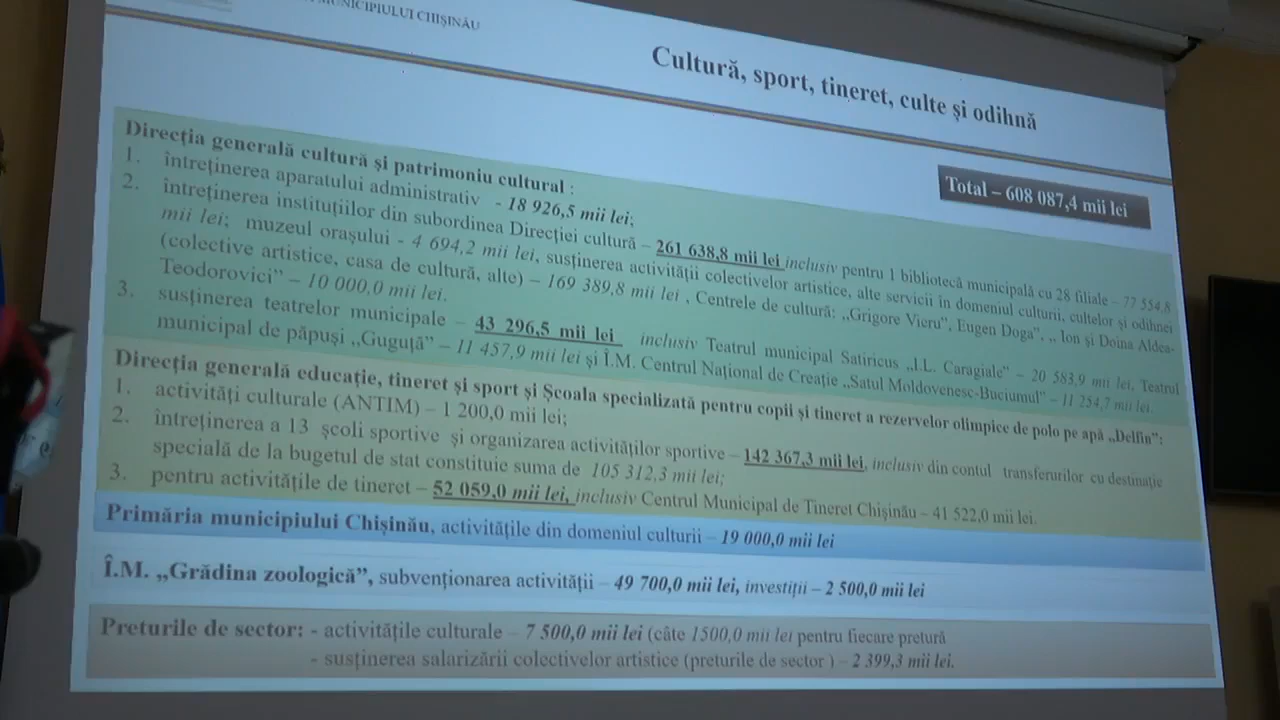 MUNICIPIULUI CHIȘINĂU
Cultură, sport, tineret, culte și odihnă
Total – 608 087,4 mii lei
Direcția generală cultură și patrimoniu cultural :
1. întreținerea aparatului administrativ - 18 926,5 mii lei;
2. întreținerea instituțiilor din subordinea Direcției cultură – 261 638,8 mii lei inclusiv pentru 1 bibliotecă municipală cu 28 filiale – 77 554,8
mii lei; muzeul orașului - 4 694,2 mii lei, susținerea activității colectivelor artistice, alte servicii în domeniul culturii, cultelor și odihnei
(colective artistice, casa de cultură, alte) – 169 389,8 mii lei , Centrele de cultură: „Grigore Vieru”, Eugen Doga”, „ Ion și Doina Aldea-
Teodorovici” – 10 000,0 mii lei.
3. susținerea teatrelor municipale – 43 296,5 mii lei inclusiv Teatrul municipal Satiricus „I.L. Caragiale” – 20 583,9 mii lei, Teatrul
municipal de păpuși „Guguță” – 11 457,9 mii lei și Î.M. Centrul Național de Creație „Satul Moldovenesc-Buciumul” – 11 254,7 mii lei.
Direcția generală educație, tineret și sport și Școala specializată pentru copii și tineret a rezervelor olimpice de polo pe apă „Delfin”:
1. activități culturale (ANTIM) – 1 200,0 mii lei;
2. întreținerea a 13 școli sportive și organizarea activităților sportive – 142 367,3 mii lei, inclusiv din contul transferurilor cu destinație
specială de la bugetul de stat constituie suma de 105 312,3 mii lei;
3. pentru activitățile de tineret – 52 059,0 mii lei, inclusiv Centrul Municipal de Tineret Chișinău – 41 522,0 mii lei.
Primăria municipiului Chișinău, activitățile din domeniul culturii – 19 000,0 mii lei
Î.M. „Grădina zoologică”, subvenționarea activității – 49 700,0 mii lei, investiții – 2 500,0 mii lei
Preturile de sector: - activitățile culturale – 7 500,0 mii lei (câte 1500,0 mii lei pentru fiecare pretură
- susținerea salarizării colectivelor artistice (preturile de sector ) – 2 399,3 mii lei.